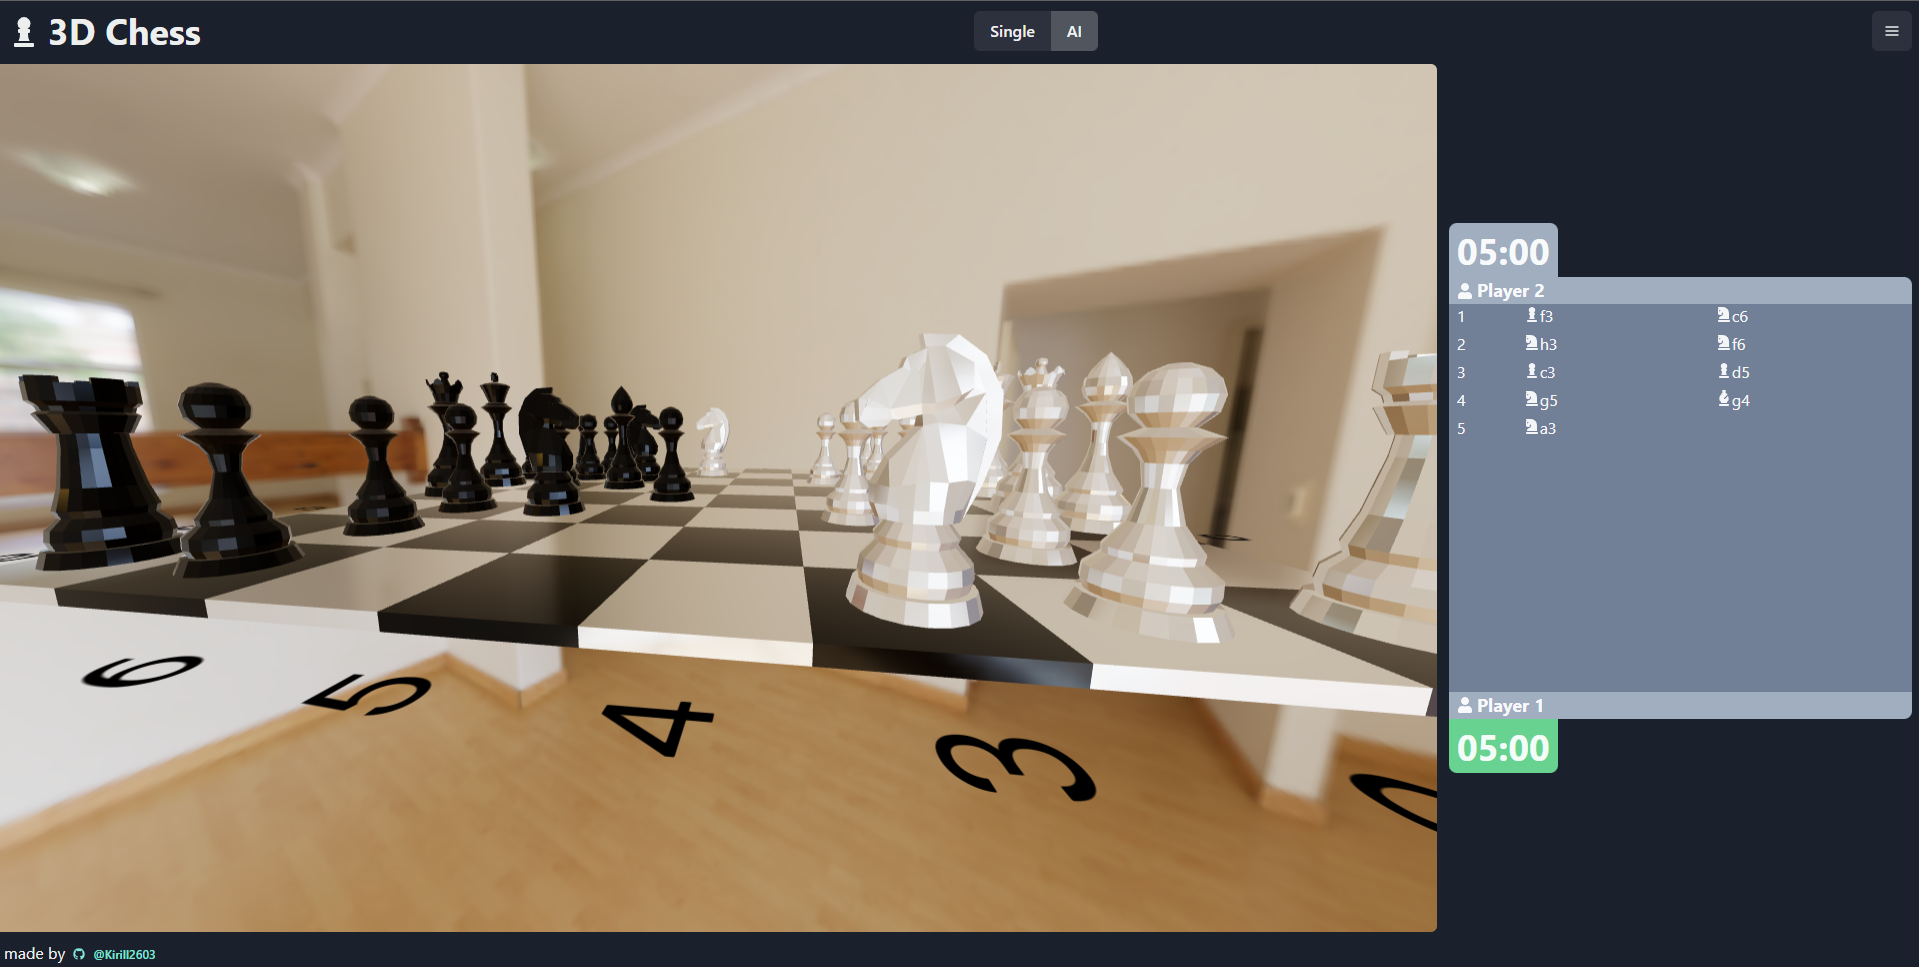 3D Chess
Single AI
05:00
Player 2
1 f3 c6
2 h3 f6
3 c3 d5
4 g5 g4
5 a3
Player 1
05:00
6
5
4
3
made by @Kirill2603